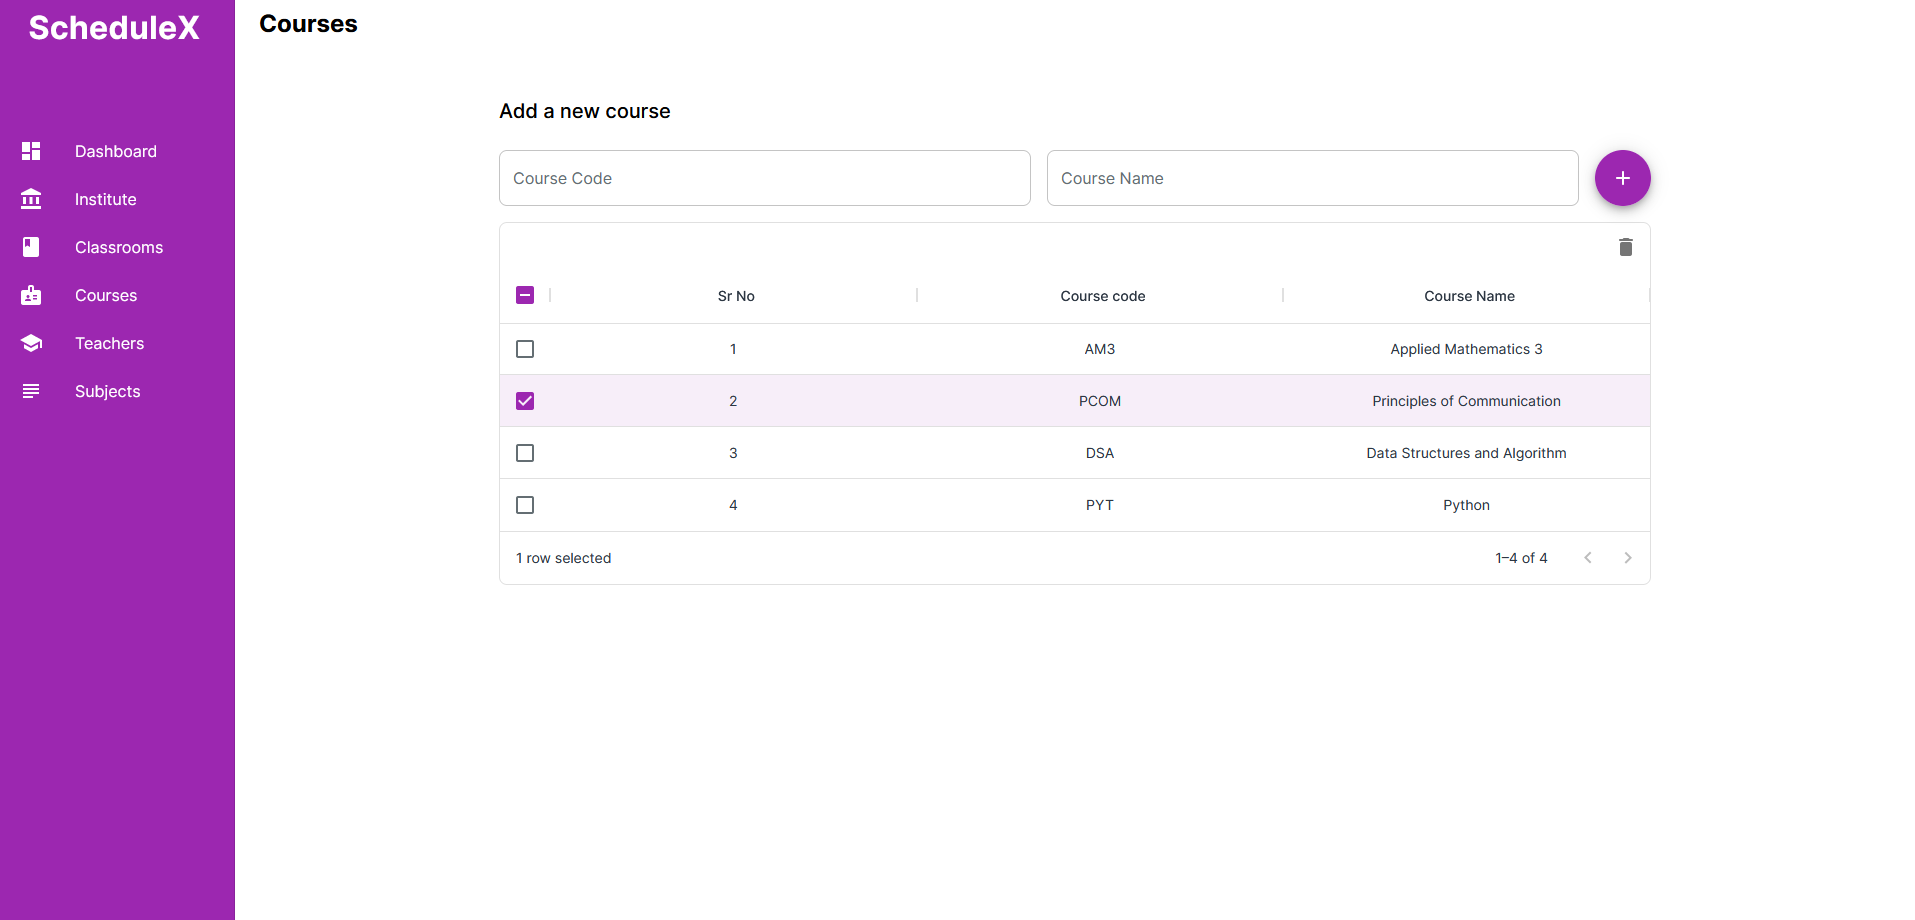 ScheduleX
Dashboard
Institute
Classrooms
Courses
Teachers
Subjects
Courses
Add a new course
Course Code Course Name
Sr No Course code Course Name
1 AM3 Applied Mathematics 3
2 PCOM Principles of Communication
3 DSA Data Structures and Algorithm
4 PYT Python
1 row selected 1–4 of 4